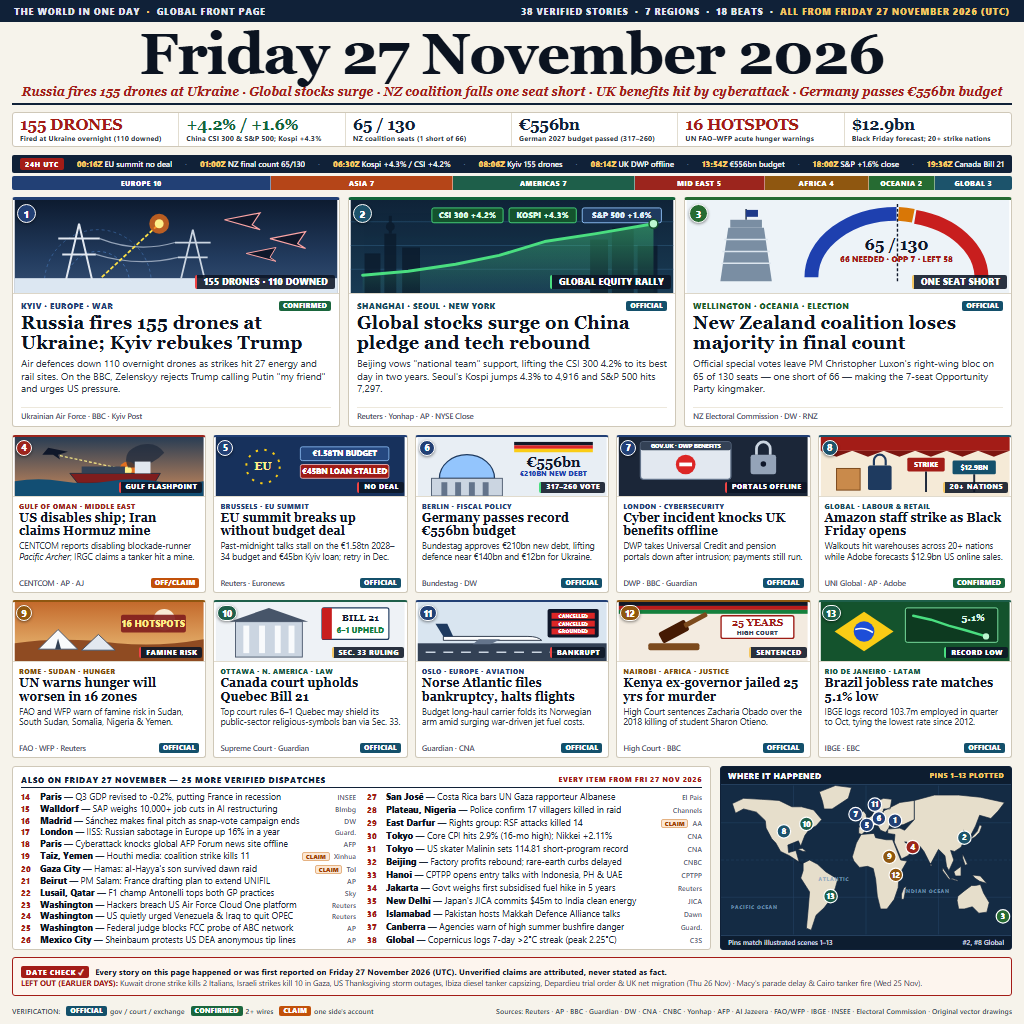 THE WORLD IN ONE DAY · GLOBAL FRONT PAGE
38 VERIFIED STORIES · 7 REGIONS · 18 BEATS · ALL FROM FRIDAY 27 NOVEMBER 2026 (UTC)
Friday 27 November 2026
Russia fires 155 drones at Ukraine · Global stocks surge · NZ coalition falls one seat short · UK benefits hit by cyberattack · Germany passes €556bn budget
155 DRONES
Fired at Ukraine overnight (110 downed)
+4.2% / +1.6%
China CSI 300 & S&P 500; Kospi +4.3%
65 / 130
NZ coalition seats (1 short of 66)
€556bn
German 2027 budget passed (317–260)
16 HOTSPOTS
UN FAO–WFP acute hunger warnings
$12.9bn
Black Friday forecast; 20+ strike nations
24H UTC
00:16Z EU summit no deal · 01:00Z NZ final count 65/130 · 06:30Z Kospi +4.3% / CSI +4.2% · 08:06Z Kyiv 155 drones · 08:14Z UK DWP offline · 13:54Z €556bn budget · 18:00Z S&P +1.6% close · 19:36Z Canada Bill 21
EUROPE 10
ASIA 7
AMERICAS 7
MID EAST 5
AFRICA 4
OCEANIA 2
GLOBAL 3
1
155 DRONES · 110 DOWNED
KYIV · EUROPE · WAR
CONFIRMED
Russia fires 155 drones at
Ukraine; Kyiv rebukes Trump
Air defences down 110 overnight drones as strikes hit 27 energy and
rail sites. On the BBC, Zelenskyy rejects Trump calling Putin "my friend"
and urges US pressure.
Ukrainian Air Force · BBC · Kyiv Post
2
CSI 300 +4.2%
KOSPI +4.3%
S&P 500 +1.6%
GLOBAL EQUITY RALLY
SHANGHAI · SEOUL · NEW YORK
OFFICIAL
Global stocks surge on China
pledge and tech rebound
Beijing vows "national team" support, lifting the CSI 300 4.2% to its best
day in two years. Seoul's Kospi jumps 4.3% to 4,916 and S&P 500 hits
7,297.
Reuters · Yonhap · AP · NYSE Close
3
65 / 130
66 NEEDED · OPP 7 · LEFT 58
ONE SEAT SHORT
WELLINGTON · OCEANIA · ELECTION
OFFICIAL
New Zealand coalition loses
majority in final count
Official special votes leave PM Christopher Luxon's right-wing bloc on
65 of 130 seats — one short of 66 — making the 7-seat Opportunity
Party kingmaker.
NZ Electoral Commission · DW · RNZ
4
GULF FLASHPOINT
GULF OF OMAN · MIDDLE EAST
US disables ship; Iran
claims Hormuz mine
CENTCOM reports disabling blockade-runner
Pacific Archer; IRGC claims a tanker hit a mine.
CENTCOM · AP · AJ
OFF/CLAIM
5
EU
€1.58TN BUDGET
€45BN LOAN STALLED
NO DEAL
BRUSSELS · EU SUMMIT
EU summit breaks up
without budget deal
Past-midnight talks stall on the €1.58tn 2028–
34 budget and €45bn Kyiv loan; retry in Dec.
Reuters · Euronews
OFFICIAL
6
€556bn
€210BN NEW DEBT
317–260 VOTE
BERLIN · FISCAL POLICY
Germany passes record
€556bn budget
Bundestag approves €210bn new debt, lifting
defence near €140bn and €12bn for Ukraine.
Bundestag · DW
OFFICIAL
7
GOV.UK · DWP BENEFITS
PORTALS OFFLINE
LONDON · CYBERSECURITY
Cyber incident knocks UK
benefits offline
DWP takes Universal Credit and pension
portals down after intrusion; payments still run.
DWP · BBC · Guardian
OFFICIAL
8
STRIKE
$12.9BN
20+ NATIONS
GLOBAL · LABOUR & RETAIL
Amazon staff strike as Black
Friday opens
Walkouts hit warehouses across 20+ nations
while Adobe forecasts $12.9bn US online sales.
UNI Global · AP · Adobe
CONFIRMED
9
16 HOTSPOTS
FAMINE RISK
ROME · SUDAN · HUNGER
UN warns hunger will
worsen in 16 zones
FAO and WFP warn of famine risk in Sudan,
South Sudan, Somalia, Nigeria & Yemen.
FAO · WFP · Reuters
OFFICIAL
10
BILL 21
6–1 UPHELD
SEC. 33 RULING
OTTAWA · N. AMERICA · LAW
Canada court upholds
Quebec Bill 21
Top court rules 6–1 Quebec may shield its
public-sector religious-symbols ban via Sec. 33.
Supreme Court · Guardian
OFFICIAL
11
CANCELLED
CANCELLED
GROUNDED
BANKRUPT
OSLO · EUROPE · AVIATION
Norse Atlantic files
bankruptcy, halts flights
Budget long-haul carrier folds its Norwegian
arm amid surging war-driven jet fuel costs.
Guardian · CNA
OFFICIAL
12
25 YEARS
HIGH COURT
SENTENCED
NAIROBI · AFRICA · JUSTICE
Kenya ex-governor jailed 25
yrs for murder
High Court sentences Zacharia Obado over the
2018 killing of student Sharon Otieno.
High Court · BBC
OFFICIAL
13
5.1%
RECORD LOW
RIO DE JANEIRO · LATAM
Brazil jobless rate matches
5.1% low
IBGE logs record 103.7m employed in quarter
to Oct, tying the lowest rate since 2012.
IBGE · EBC
OFFICIAL
ALSO ON FRIDAY 27 NOVEMBER — 25 MORE VERIFIED DISPATCHES
EVERY ITEM FROM FRI 27 NOV 2026
14 Paris — Q3 GDP revised to -0.2%, putting France in recession INSEE
15 Walldorf — SAP weighs 10,000+ job cuts in AI restructuring Blmbg
16 Madrid — Sánchez makes final pitch as snap-vote campaign ends DW
17 London — IISS: Russian sabotage in Europe up 16% in a year Guard.
18 Paris — Cyberattack knocks global AFP Forum news site offline AFP
19 Taiz, Yemen — Houthi media: coalition strike kills 11 CLAIM Xinhua
20 Gaza City — Hamas: al-Hayya's son survived dawn raid CLAIM ToI
21 Beirut — PM Salam: France drafting plan to extend UNIFIL AP
22 Lusail, Qatar — F1 champ Antonelli tops both GP practices Sky
23 Washington — Hackers breach US Air Force Cloud One platform Reuters
24 Washington — US quietly urged Venezuela & Iraq to quit OPEC Reuters
25 Washington — Federal judge blocks FCC probe of ABC network AP
26 Mexico City — Sheinbaum protests US DEA anonymous tip lines AP
27 San José — Costa Rica bars UN Gaza rapporteur Albanese El País
28 Plateau, Nigeria — Police confirm 17 villagers killed in raid Channels
29 East Darfur — Rights group: RSF attacks killed 14 CLAIM AA
30 Tokyo — Core CPI hits 2.9% (16-mo high); Nikkei +2.11% CNA
31 Tokyo — US skater Malinin sets 114.81 short-program record CNA
32 Beijing — Factory profits rebound; rare-earth curbs delayed CNBC
33 Hanoi — CPTPP opens entry talks with Indonesia, PH & UAE CPTPP
34 Jakarta — Govt weighs first subsidised fuel hike in 5 years Reuters
35 New Delhi — Japan's JICA commits $45m to India clean energy JICA
36 Islamabad — Pakistan hosts Makkah Defence Alliance talks Dawn
37 Canberra — Agencies warn of high summer bushfire danger Guard.
38 Global — Copernicus logs 7-day >2°C streak (peak 2.25°C) C3S
WHERE IT HAPPENED
PINS 1–13 PLOTTED
11
7
6
1
5
10
8
2
4
9
12
ATLANTIC
INDIAN OCEAN
13
PACIFIC OCEAN
3
Pins match illustrated scenes 1–13
#2, #8 Global
DATE CHECK ✓ Every story on this page happened or was first reported on Friday 27 November 2026 (UTC). Unverified claims are attributed, never stated as fact.
LEFT OUT (EARLIER DAYS): Kuwait drone strike kills 2 Italians, Israeli strikes kill 10 in Gaza, US Thanksgiving storm outages, Ibiza diesel tanker capsizing, Depardieu trial order & UK net migration (Thu 26 Nov) · Macy's parade delay & Cairo tanker fire (Wed 25 Nov).
VERIFICATION: OFFICIAL gov / court / exchange CONFIRMED 2+ wires CLAIM one side's account
Sources: Reuters · AP · BBC · Guardian · DW · CNA · CNBC · Yonhap · AFP · Al Jazeera · FAO/WFP · IBGE · INSEE · Electoral Commission · Original vector drawings